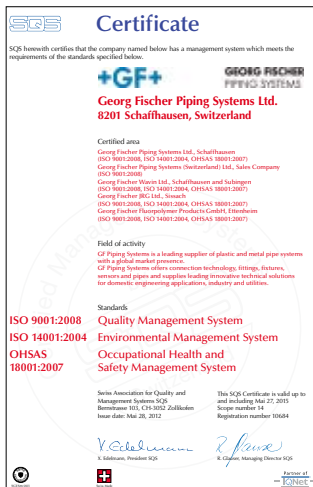 SQS
Certificate
SQS herewith certifies that the company named below has a management system which meets the
requirements of the standards specified below.
+GF+
GEORG FISCHER
PIPING SYSTEMS
Georg Fischer Piping Systems Ltd.
8201 Schaffhausen, Switzerland
Certified area
Georg Fischer Piping Systems Ltd., Schaffhausen
(ISO 9001:2008, ISO 14001:2004, OHSAS 18001:2007)
Georg Fischer Piping Systems (Switzerland) Ltd., Sales Company
(ISO 9001:2008)
Georg Fischer Wavin Ltd., Schaffhausen and Subingen
(ISO 9001:2008, ISO 14001:2004, OHSAS 18001:2007)
Georg Fischer JRG Ltd., Sissach
(ISO 9001:2008, ISO 14001:2004, OHSAS 18001:2007)
Georg Fischer Fluorpolymer Products GmbH, Ettenheim
(ISO 9001:2008, ISO 14001:2004, OHSAS 18001:2007)
Field of activity
GF Piping Systems is a leading supplier of plastic and metal pipe systems
with a global market presence.
GF Piping Systems offers connection technology, fittings, fixtures,
sensors and pipes and supplies leading innovative technical solutions
for domestic engineering applications, industry and utilities.
Standards
ISO 9001:2008 Quality Management System
ISO 14001:2004 Environmental Management System
OHSAS Occupational Health and
18001:2007 Safety Management System
Swiss Association for Quality and
Management Systems SQS
Bernstrasse 103, CH-3052 Zollikofen
Issue date: Mai 28, 2012
This SQS Certificate is valid up to
and including Mai 27, 2015
Scope number 14
Registration number 10684
X. Edelmann
R. Glauser
X. Edelmann, President SQS
R. Glauser, Managing Director SQS
Partner of
IQNet